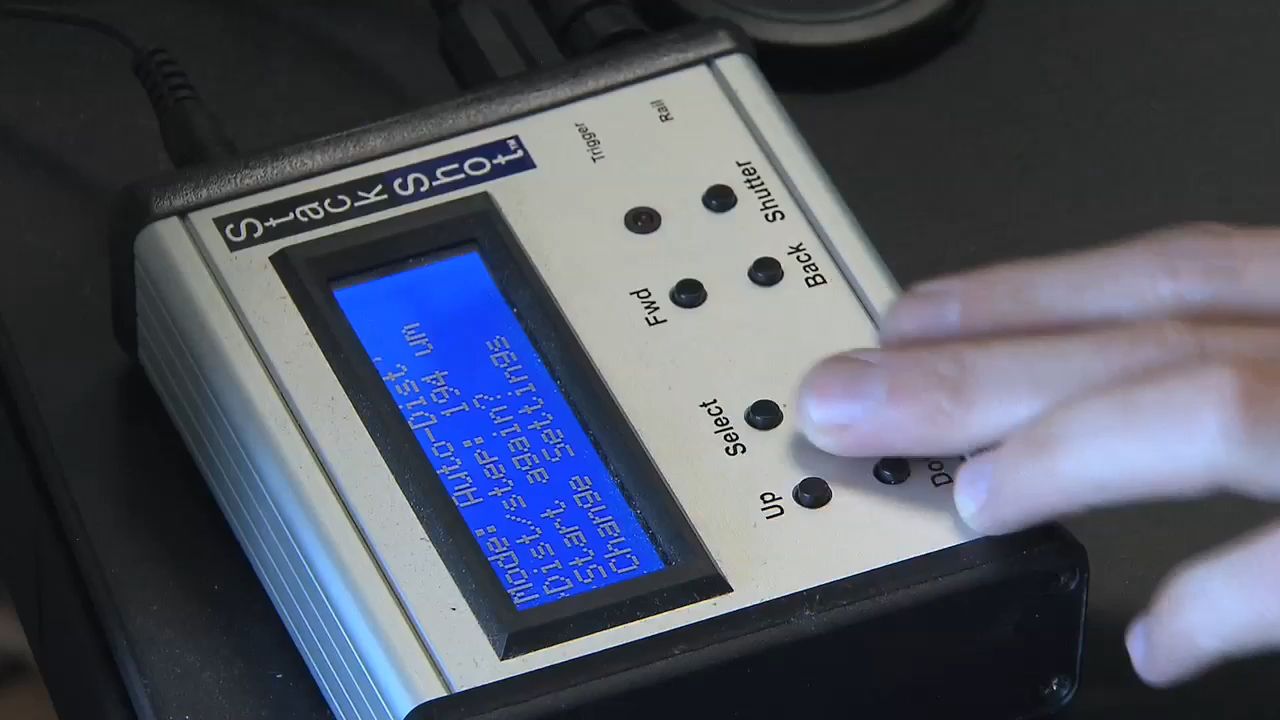 StackShot™
Trigger
Rail
Mode: Auto-Dist.
Dist/step: 194 um
Start again?
Change Settings
Fwd
Back
Shutter
Select
Up
Do